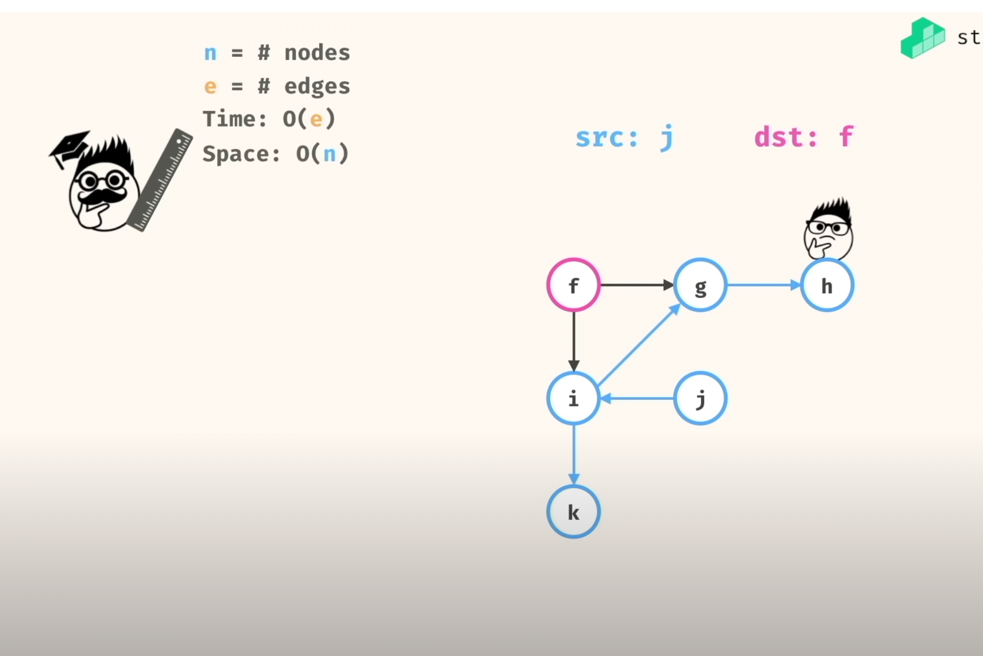 n = # nodes
e = # edges
Time: O(e)
Space: O(n)
st
src: j
dst: f
f
g
h
i
j
k